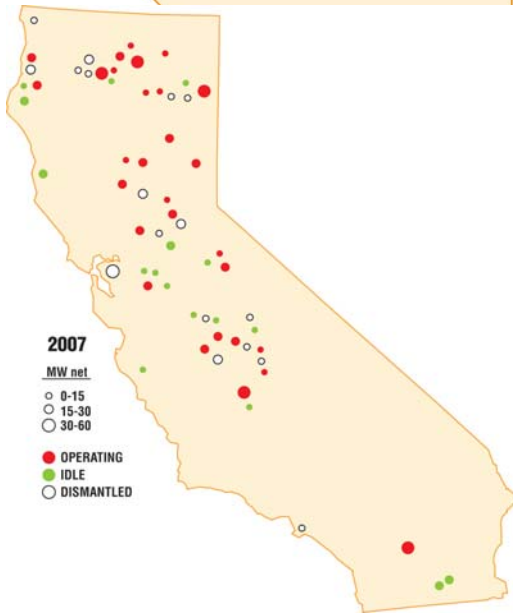 2007
MW net
0-15
15-30
30-60
OPERATING
IDLE
DISMANTLED